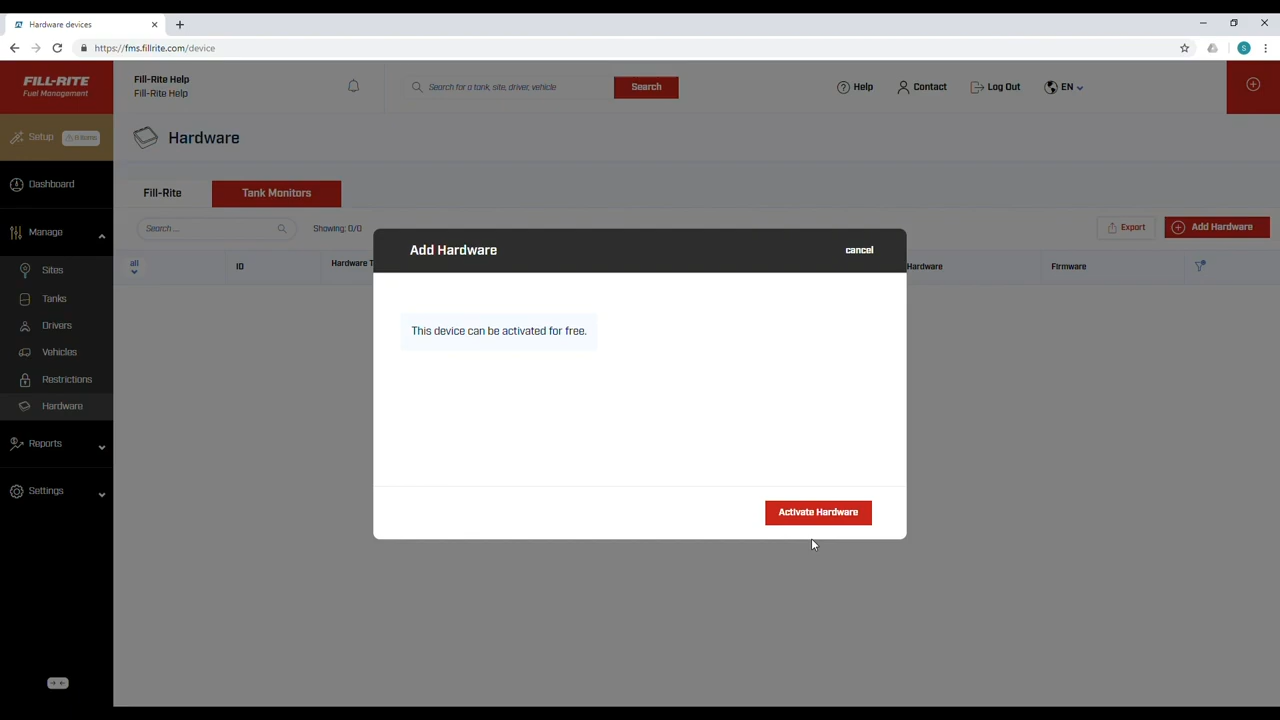 Hardware devices
https://fms.fillrite.com/device
S
FILL-RITE
Fuel Management
Fill-Rite Help
Fill-Rite Help
Search for a tank, site, driver, vehicle
Search
Help
Contact
Log Out
EN
Setup
Hardware
Dashboard
Fill-Rite
Tank Monitors
Manage
Search ...
Showing: 0/0
Export
Add Hardware
all
ID
Hardware T
Hardware
Firmware
Add Hardware
cancel
Sites
Tanks
Drivers
Vehicles
Restrictions
Hardware
Reports
Settings
This device can be activated for free.
Activate Hardware